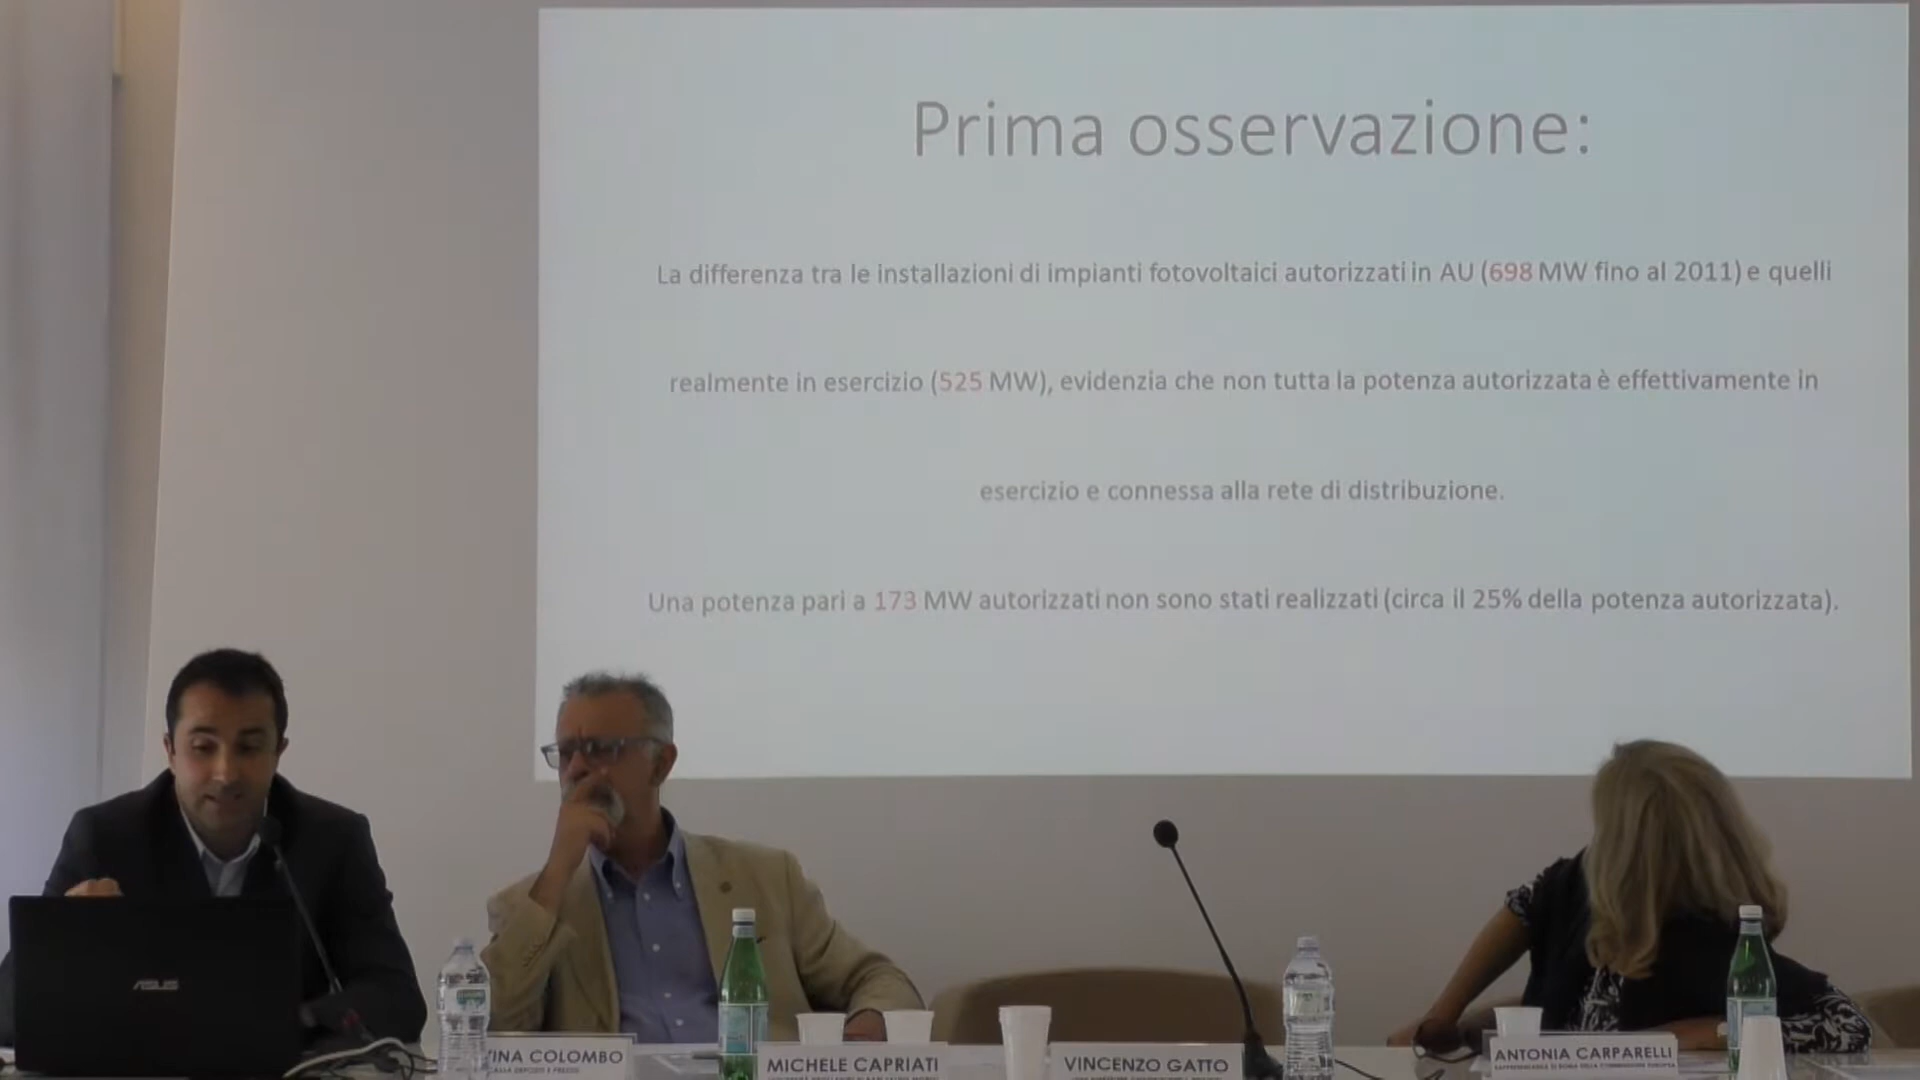 Prima osservazione:
La differenza tra le installazioni di impianti fotovoltaici autorizzati in AU (698 MW fino al 2011) e quelli
realmente in esercizio (525 MW), evidenzia che non tutta la potenza autorizzata è effettivamente in
esercizio e connessa alla rete di distribuzione.
Una potenza pari a 173 MW autorizzati non sono stati realizzati (circa il 25% della potenza autorizzata).
ASUS
INA COLOMBO
MICHELE CAPRIATI
VINCENZO GATTO
ANTONIA CARPARELLI